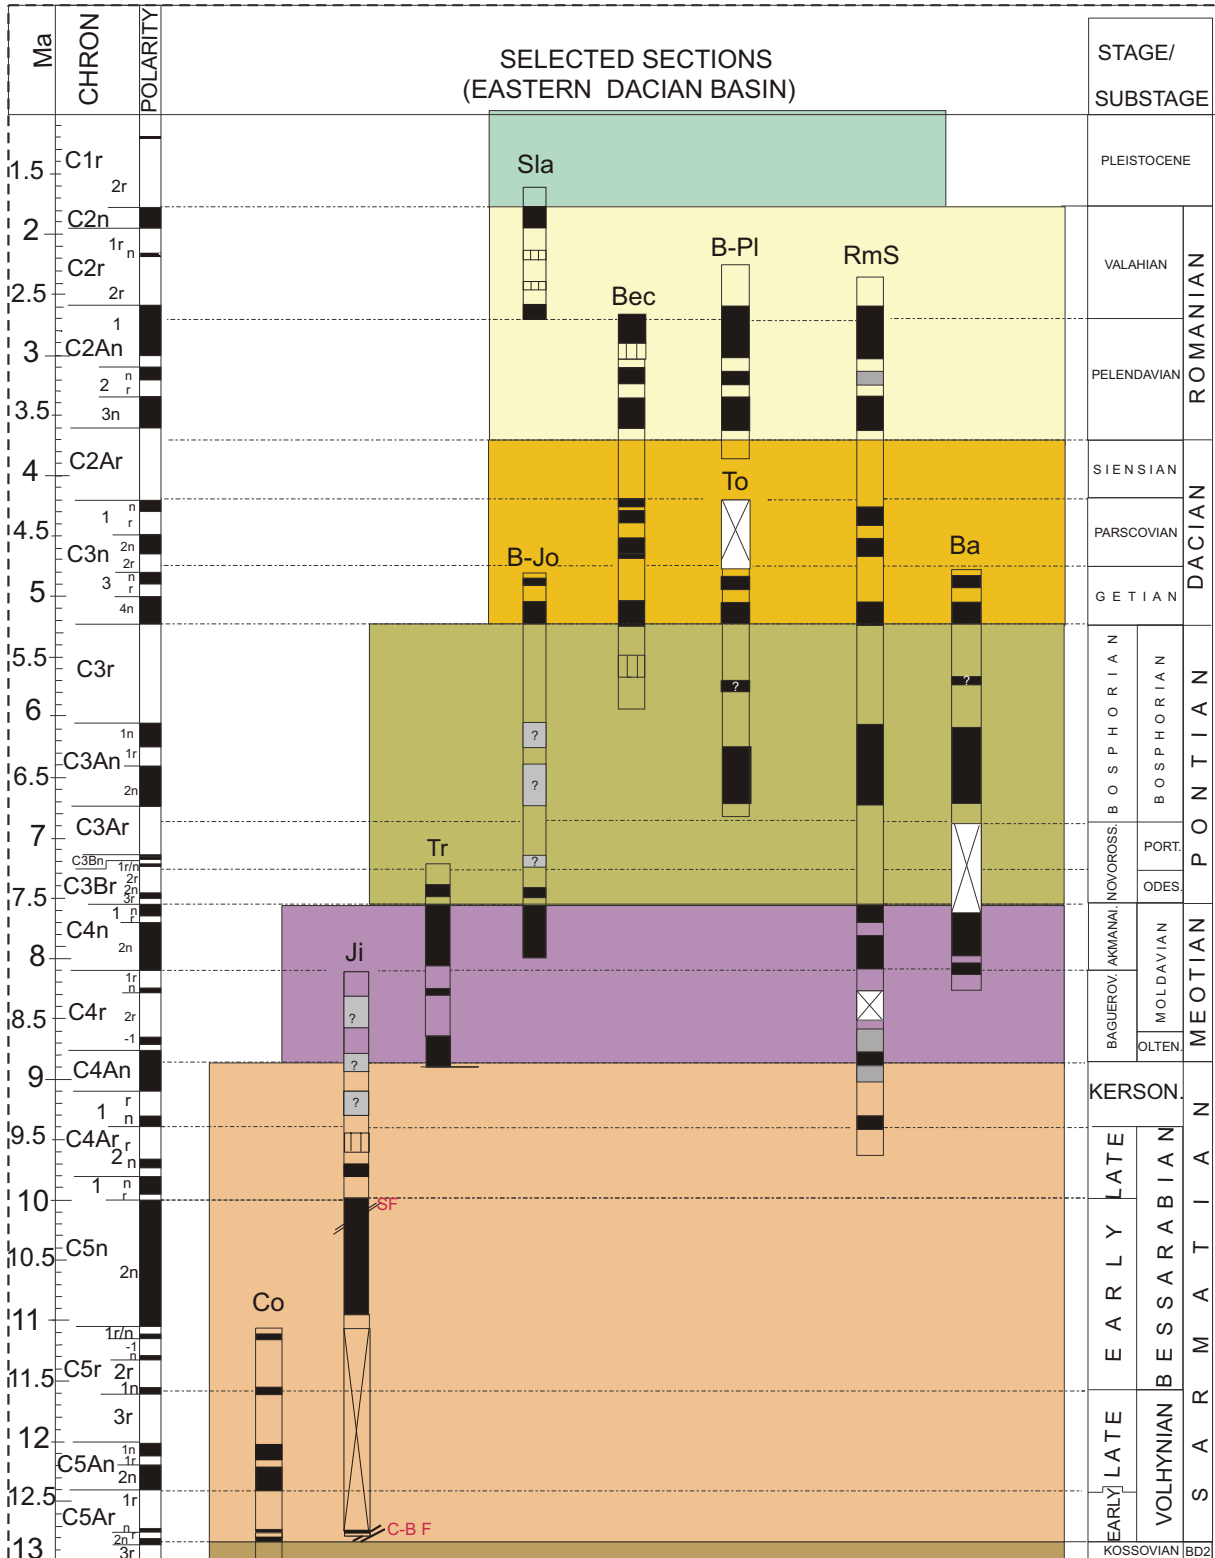 Ma
CHRON
POLARITY
SELECTED SECTIONS
(EASTERN DACIAN BASIN)
STAGE/
SUBSTAGE
1.5
2
2.5
3
3.5
4
4.5
5
5.5
6
6.5
7
7.5
8
8.5
9
9.5
10
10.5
11
11.5
12
12.5
13
C1r
2r
C2n
1r
n
C2r
2r
1
C2An
n
2
r
3n
C2Ar
n
1
r
C3n
2n
2r
3
n
r
4n
C3r
1n
C3An
1r
2n
C3Ar
C3Bn
1r/n
2r
C3Br
2n
3r
1
n
r
C4n
2n
1r
n
C4r
2r
-1
C4An
r
1
n
C4Ar
r
2
n
1
n
r
C5n
2n
1r/n
-1
n
C5r
2r
1n
3r
1n
C5An
1r
2n
1r
C5Ar
n
r
2n
3r
Sla
Bec
B-Pl
RmS
To
B-Jo
Ba
Tr
Ji
Co
?
?
?
?
?
?
?
?
SF
C-B F
PLEISTOCENE
VALAHIAN
PELENDAVIAN
ROMANIAN
SIENSIAN
PARSCOVIAN
GETIAN
DACIAN
BOSPHORIAN
BOSPHORIAN
NOVOROSS.
PORT.
ODES.
PONTIAN
AKMANAI.
BAGUEROV.
MOLDAVIAN
OLTEN.
MEOTIAN
KERSON.
LATE
EARLY
BESSARABIAN
LATE
EARLY
VOLHYNIAN
SARMATIAN
KOSSOVIAN
BD2